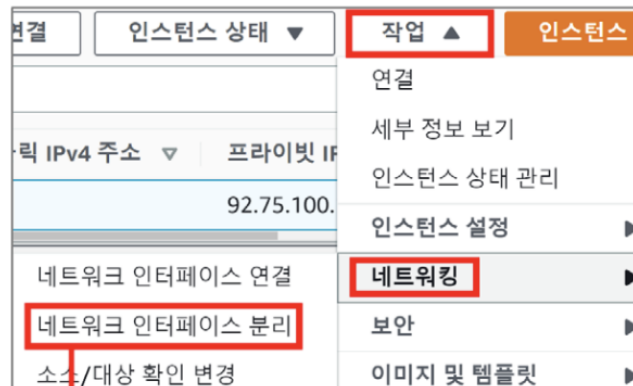 연결 인스턴스 상태 ▼ 작업 ▲ 인스턴스
연결
세부 정보 보기
릭 IPv4 주소 ▽ 프라이빗 IP
인스턴스 상태 관리
92.75.100.
인스턴스 설정 ▶
네트워크 인터페이스 연결
네트워킹 ▶
네트워크 인터페이스 분리
보안 ▶
소스/대상 확인 변경
이미지 및 템플릿 ▶